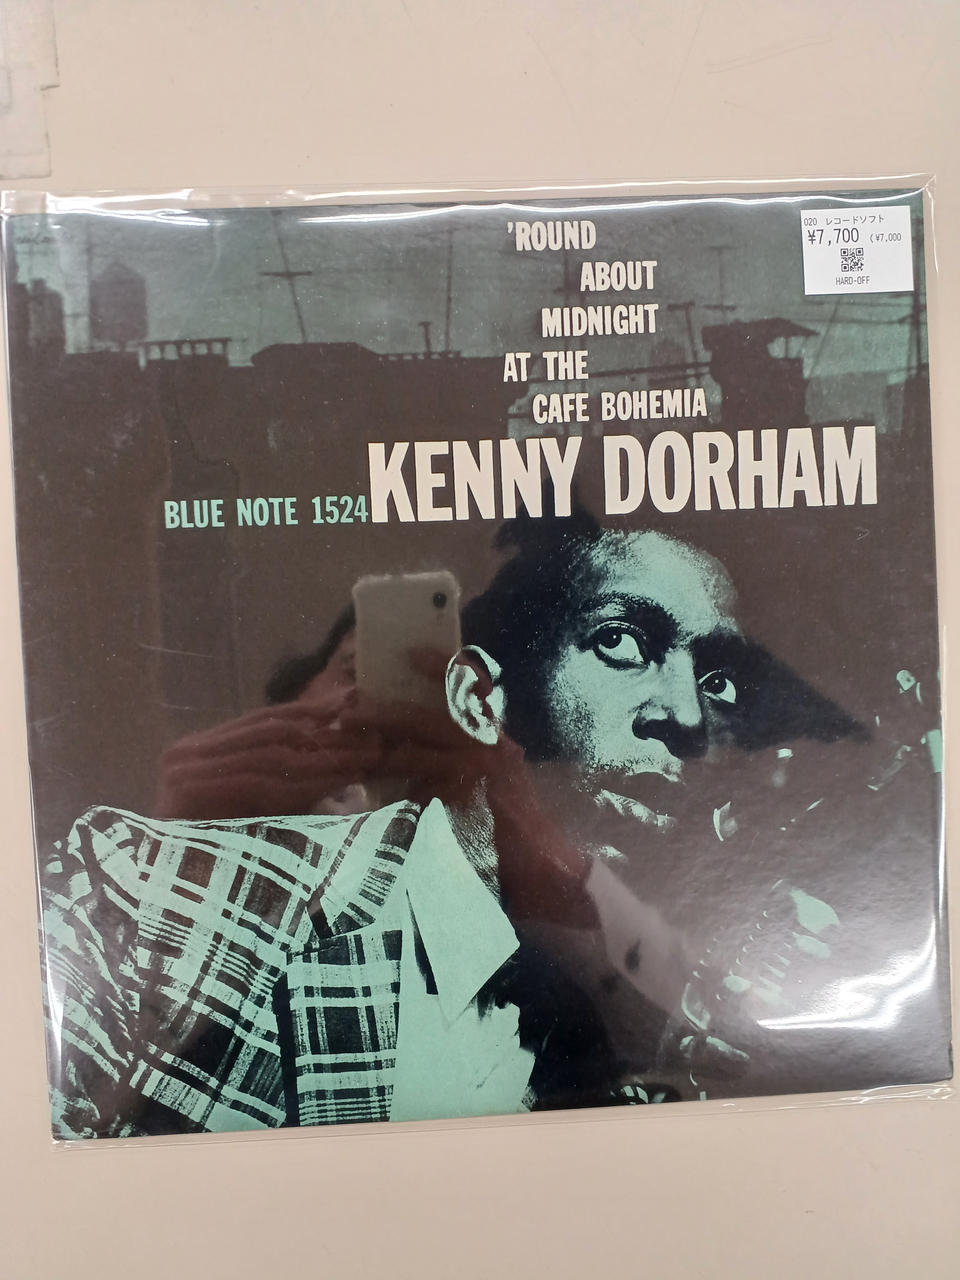 'ROUND
ABOUT
MIDNIGHT
AT THE
CAFE BOHEMIA
BLUE NOTE 1524 KENNY DORHAM
020 レコードソフト
¥7,700 (¥7,000
HARD-OFF